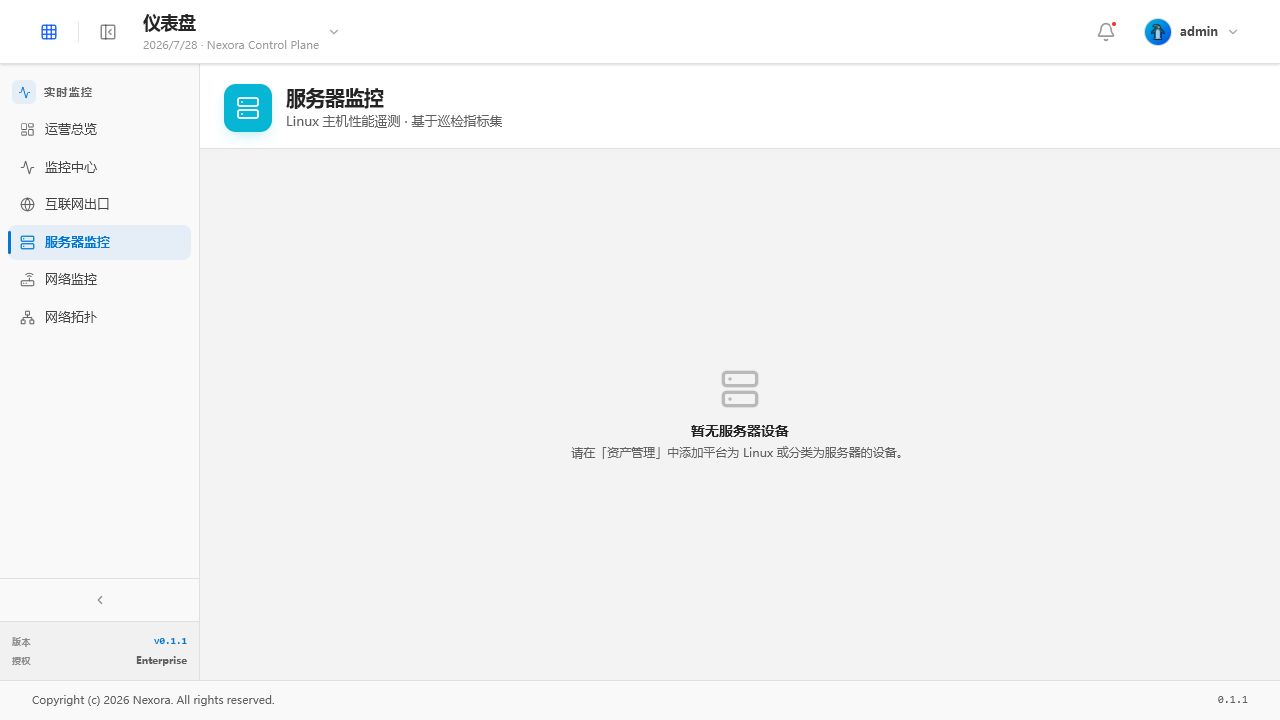 仪表盘
2026/7/28 · Nexora Control Plane
admin
实时监控
运营总览
监控中心
互联网出口
服务器监控
网络监控
网络拓扑
版本 v0.1.1
授权 Enterprise
服务器监控
Linux 主机性能遥测 · 基于巡检指标集
暂无服务器设备
请在「资产管理」中添加平台为 Linux 或分类为服务器的设备。
Copyright (c) 2026 Nexora. All rights reserved.
0.1.1